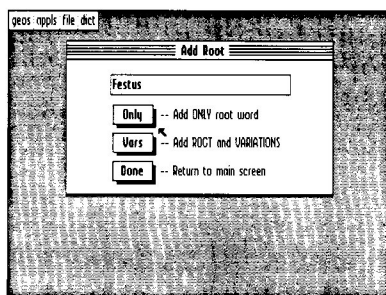 geos appls file dict
Add Root
Festus
Only -- Add ONLY root word
Vars -- Add ROOT and VARIATIONS
Done -- Return to main screen